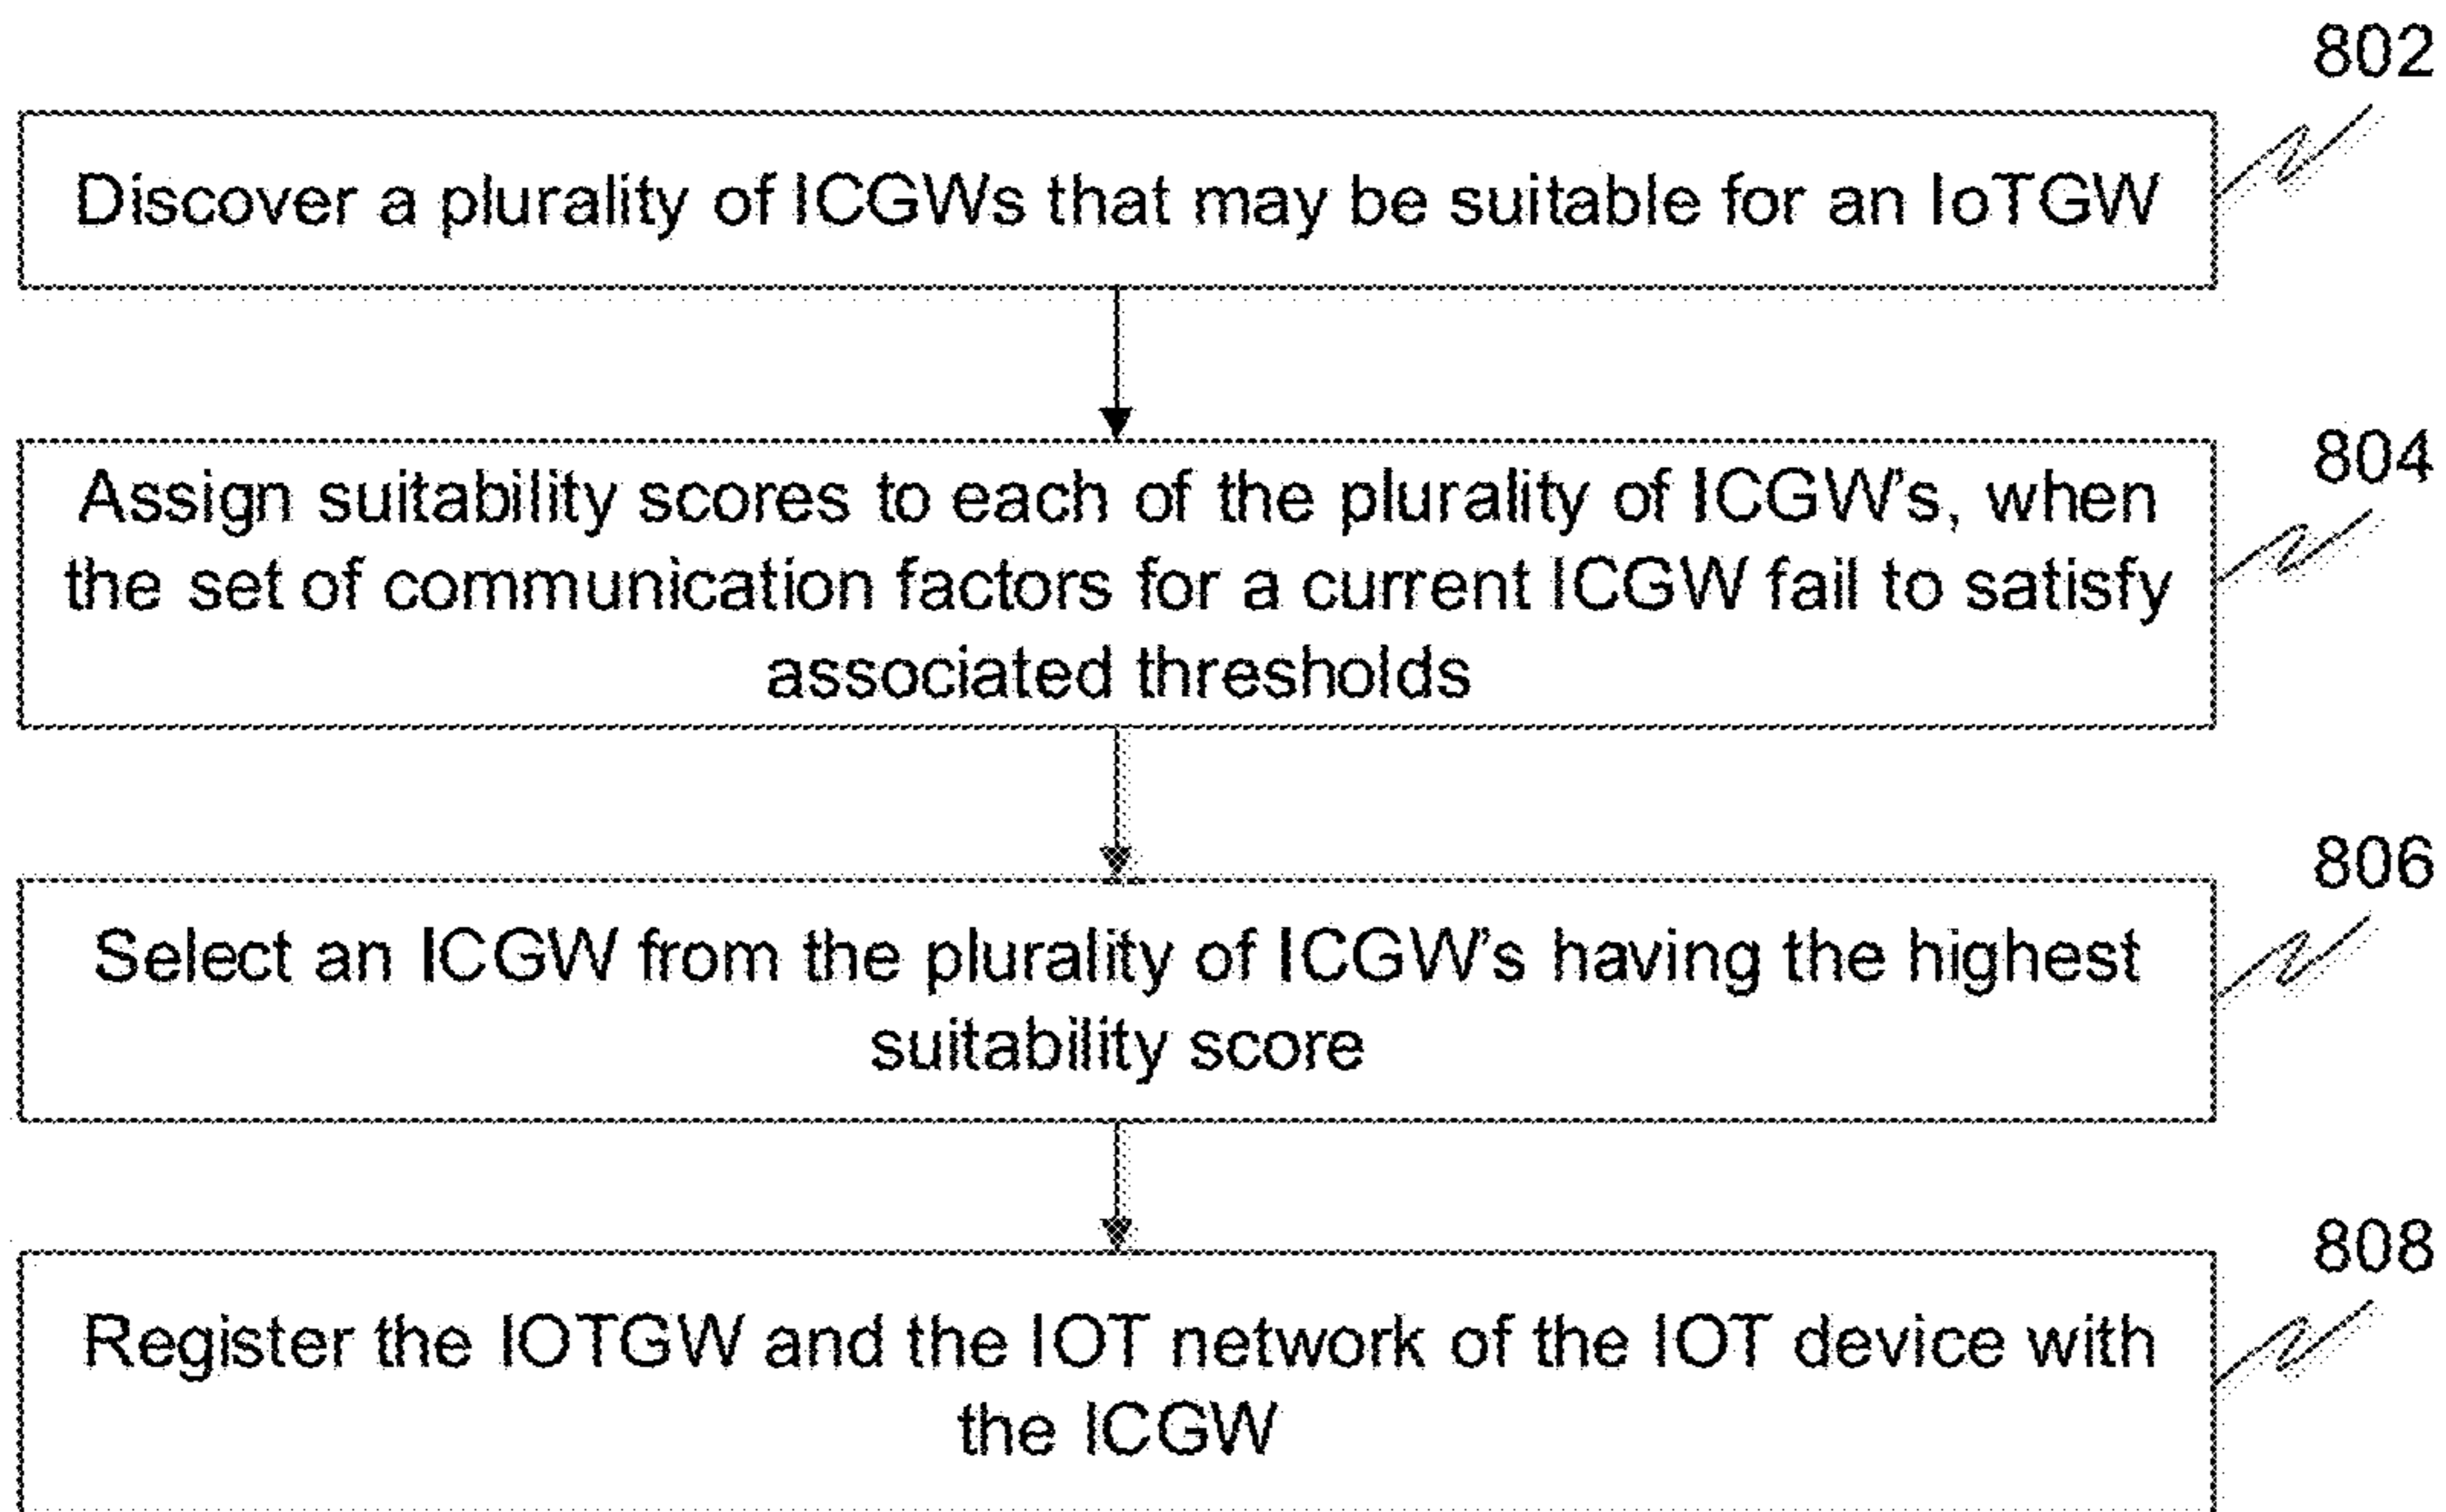 802
Discover a plurality of ICGWs that may be suitable for an IoTGW
804
Assign suitability scores to each of the plurality of ICGW's, when
the set of communication factors for a current ICGW fail to satisfy
associated thresholds
806
Select an ICGW from the plurality of ICGW's having the highest
suitability score
808
Register the IOTGW and the IOT network of the IOT device with
the ICGW